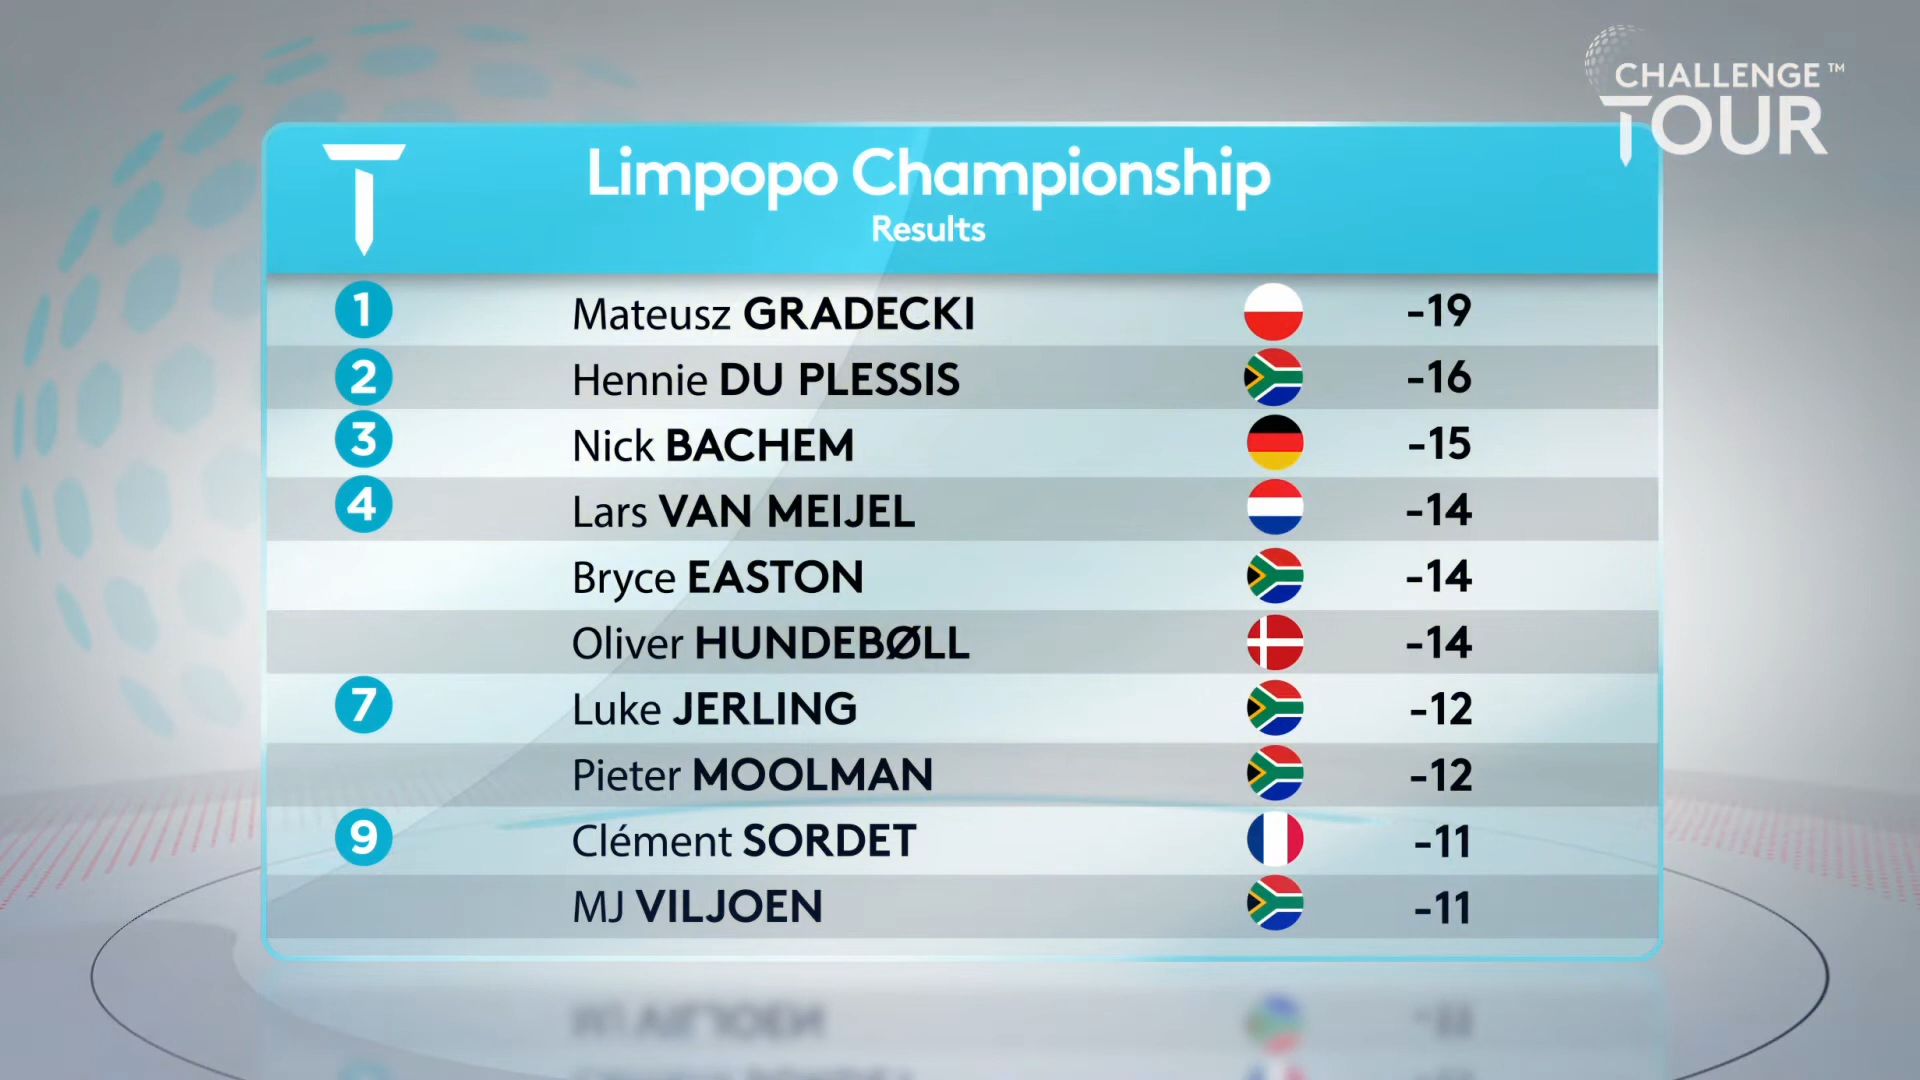 CHALLENGE™
TOUR
Limpopo Championship
Results
1 Mateusz GRADECKI -19
2 Hennie DU PLESSIS -16
3 Nick BACHEM -15
4 Lars VAN MEIJEL -14
Bryce EASTON -14
Oliver HUNDEBØLL -14
7 Luke JERLING -12
Pieter MOOLMAN -12
9 Clément SORDET -11
MJ VILJOEN -11